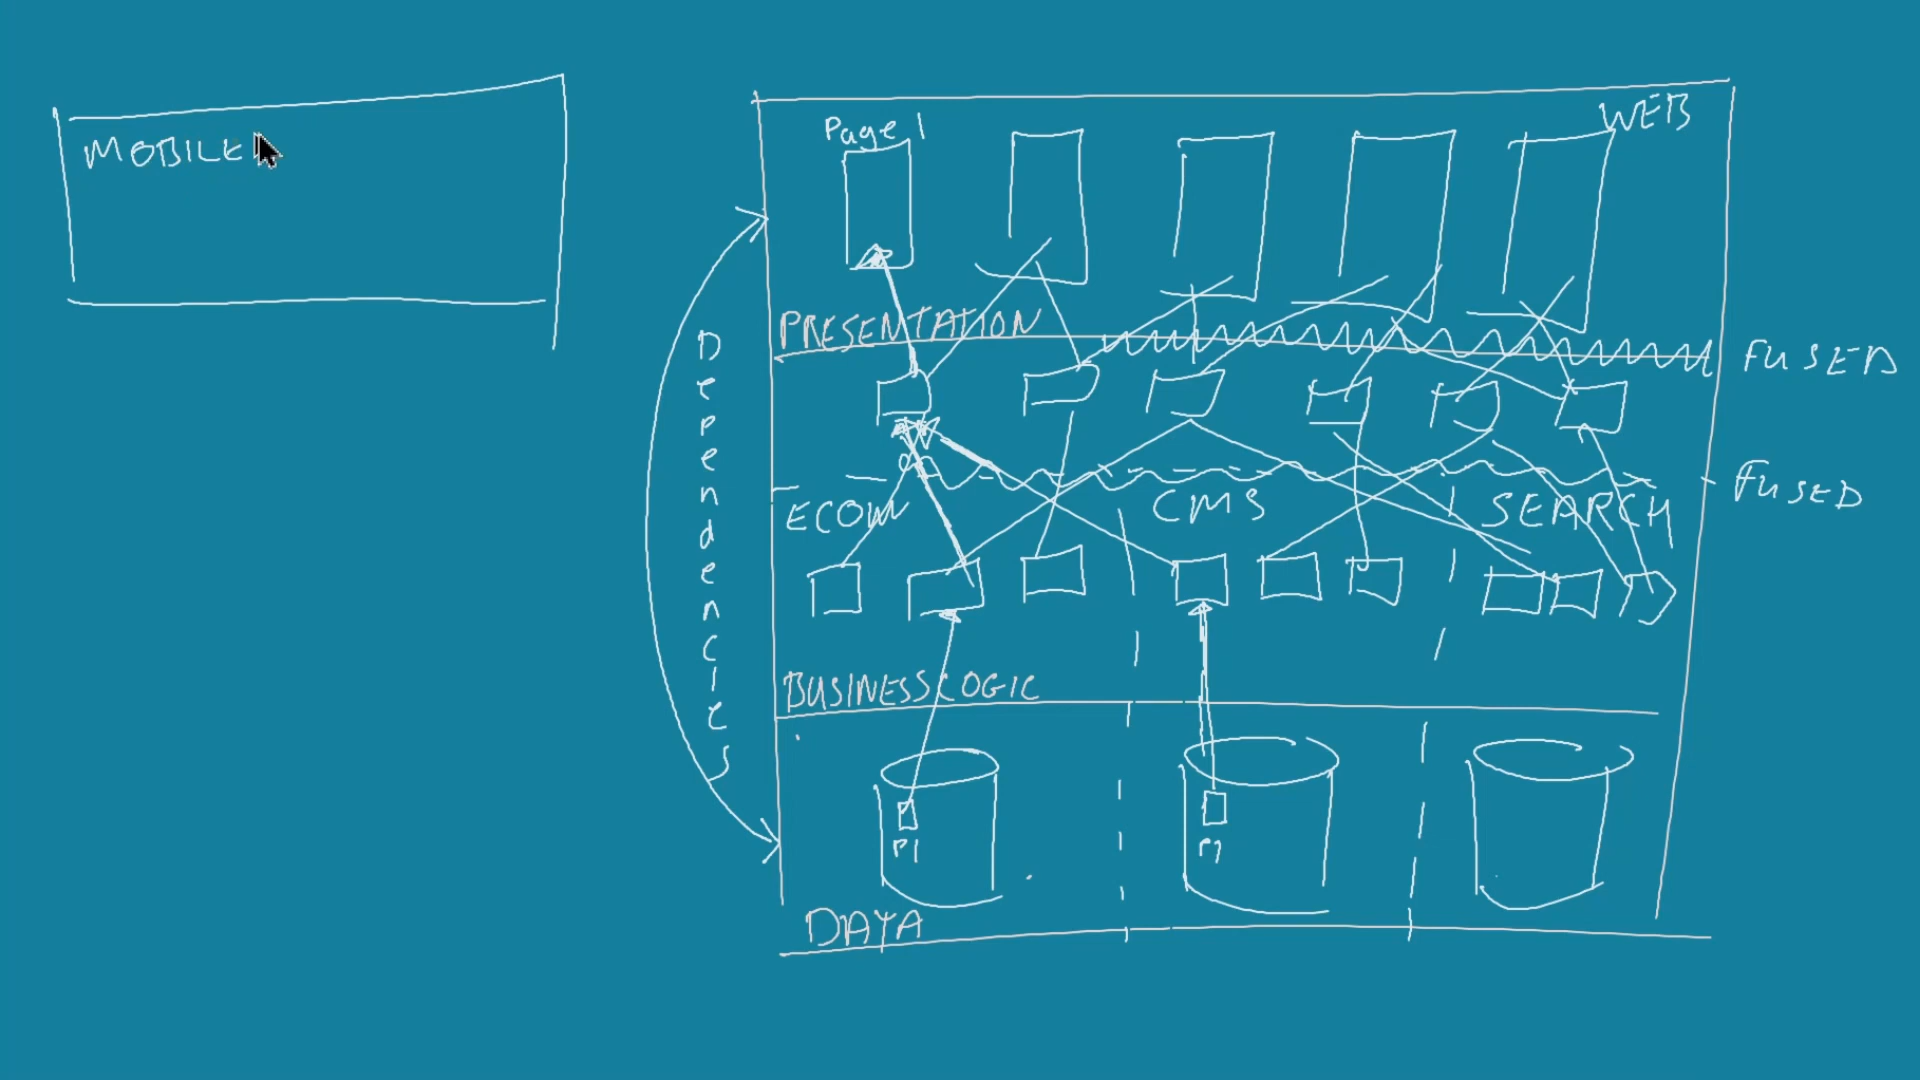 MOBILE
Page 1
WEB
PRESENTATION
FUSED
Dependencies
FUSED
ECOM
CMS
SEARCH
BUSINESS LOGIC
P1
P1
DATA